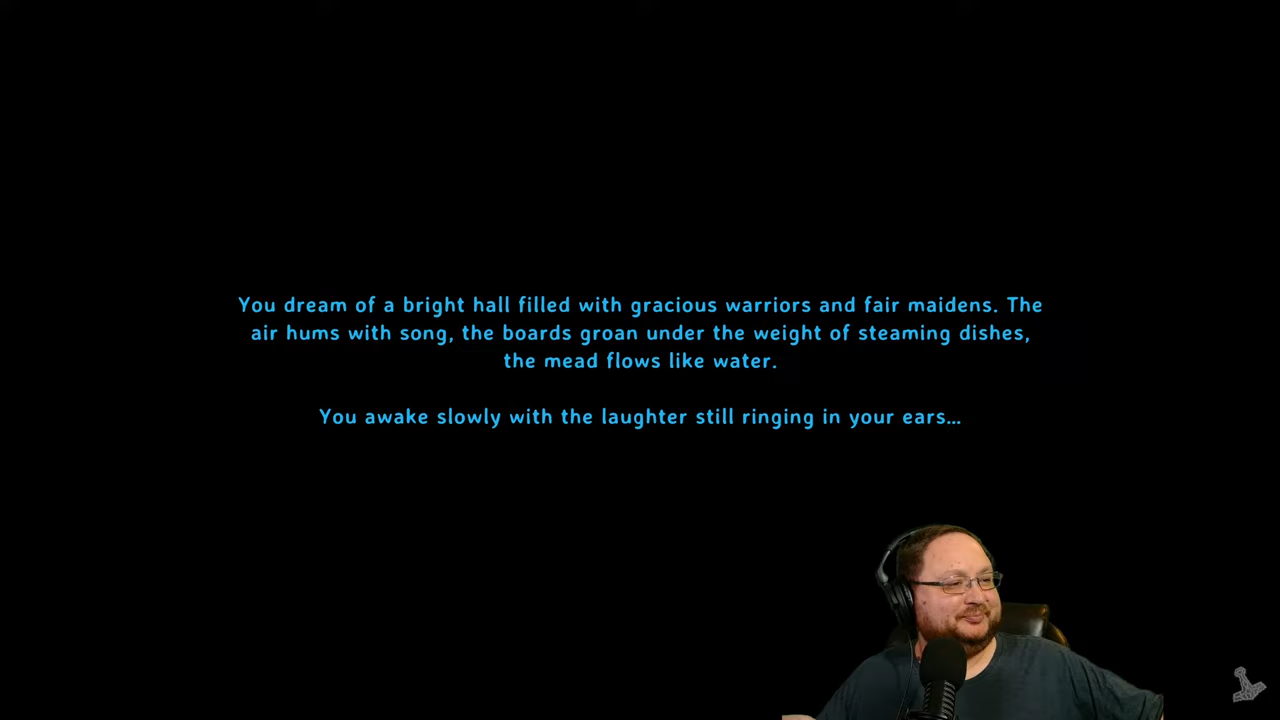 You dream of a bright hall filled with gracious warriors and fair maidens. The
air hums with song, the boards groan under the weight of steaming dishes,
the mead flows like water.
You awake slowly with the laughter still ringing in your ears...